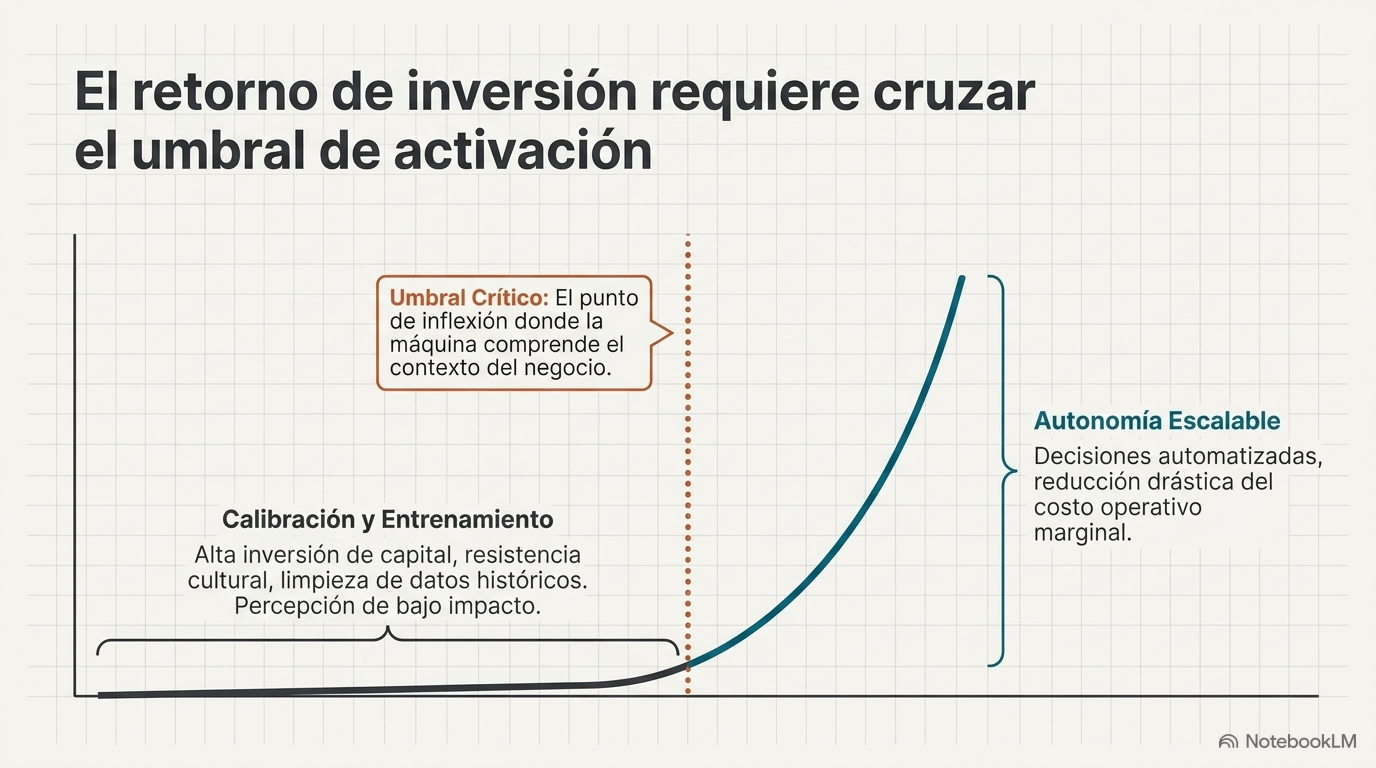 El retorno de inversión requiere cruzar
el umbral de activación
Umbral Crítico: El punto
de inflexión donde la
máquina comprende el
contexto del negocio.
Autonomía Escalable
Decisiones automatizadas,
reducción drástica del
costo operativo
marginal.
Calibración y Entrenamiento
Alta inversión de capital, resistencia
cultural, limpieza de datos históricos.
Percepción de bajo impacto.
NotebookLM